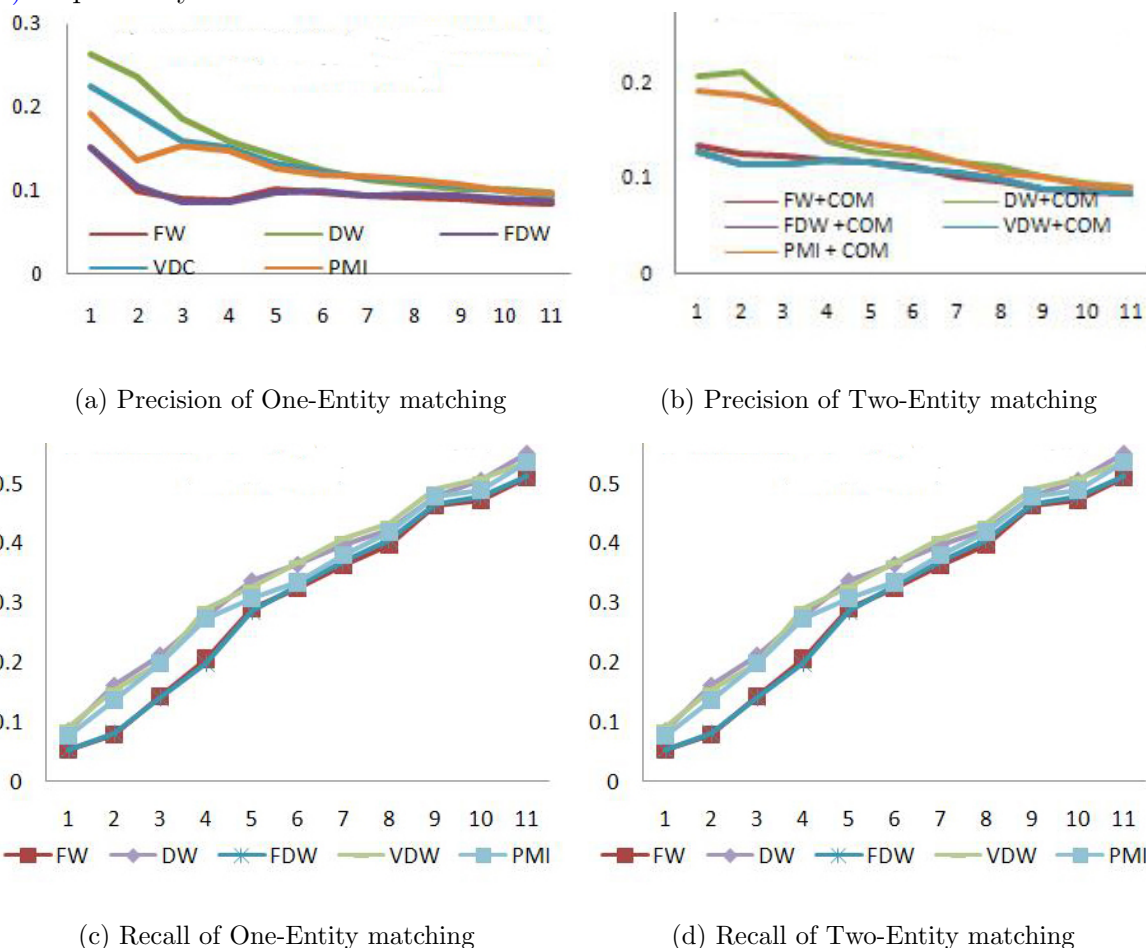 0.3
0.2
0.1
0
FW DW FDW
VDC PMI
1 2 3 4 5 6 7 8 9 10 11
(a) Precision of One-Entity matching
0.2
0.1
0
FW+COM DW+COM
FDW +COM VDW+COM
PMI + COM
1 2 3 4 5 6 7 8 9 10 11
(b) Precision of Two-Entity matching
0.5
0.4
0.3
0.2
0.1
0
1 2 3 4 5 6 7 8 9 10 11
FW DW FDW VDW PMI
(c) Recall of One-Entity matching
0.5
0.4
0.3
0.2
0.1
0
1 2 3 4 5 6 7 8 9 10 11
FW DW FDW VDW PMI
(d) Recall of Two-Entity matching